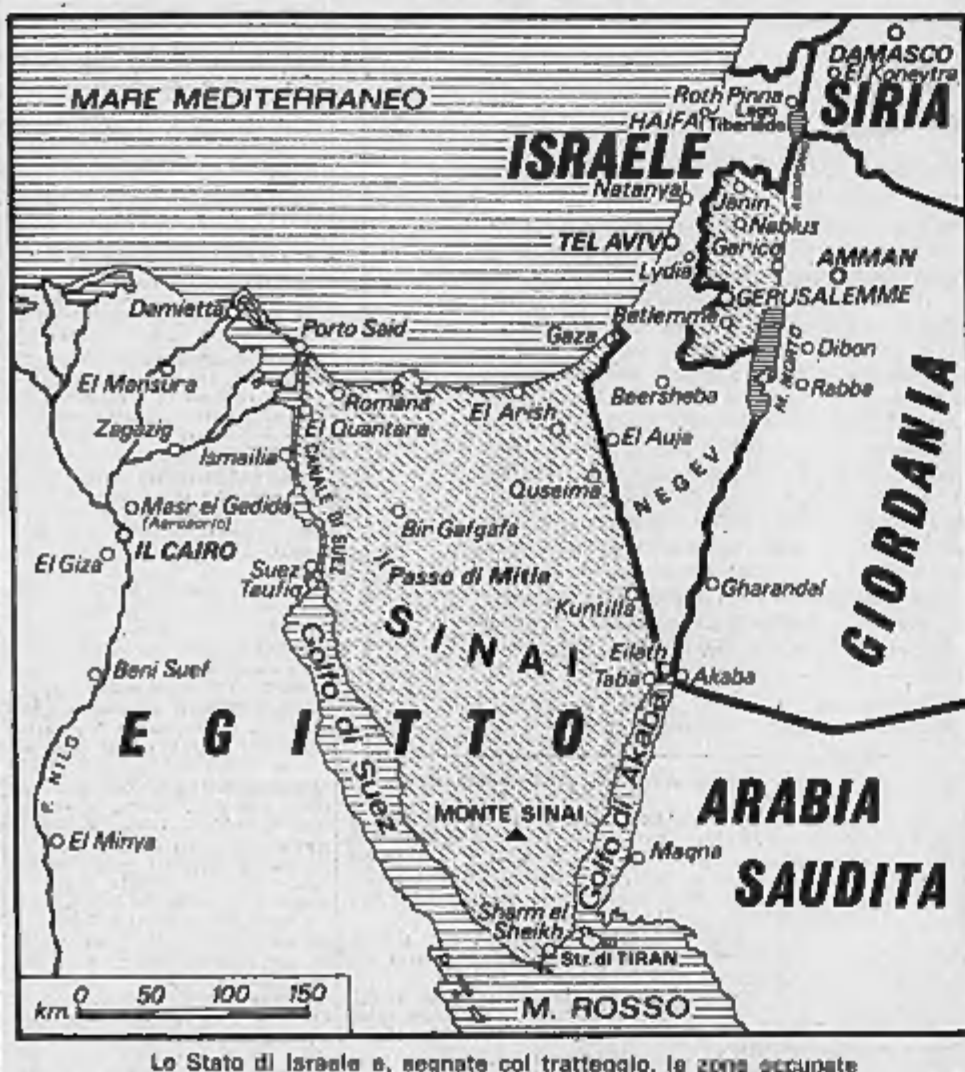 MARE MEDITERRANEO
DAMASCO
El Koneytra
SIRIA
Roth Pinna
Lago
Tiberiade
HAIFA
ISRAELE
Natanya
Janin
Nablus
Gerico
TEL AVIV
Lydia
AMMAN
GERUSALEMME
Betlemme
Damietta
Porto Said
Gaza
M. MORTO
Dibon
Rabba
El Mansura
Romana
El Arish
Beersheba
Zagazig
El Quantara
El Auja
Ismailia
CANALE DI SUEZ
Quseima
NEGEV
Masr el Gedida
(Aeroporto)
Bir Gafgafa
IL CAIRO
El Giza
Suez
Taufiq
Passo di Mitla
Kuntilla
Gharandal
GIORDANIA
SINAI
Eilath
Taba
Akaba
Beni Suef
EGITTO
Golfo di Suez
Golfo di Akaba
F. NILO
ARABIA
SAUDITA
MONTE SINAI
El Minya
Maqna
Sharm el
Sheikh
Str. di TIRAN
M. ROSSO
0 50 100 150
km.
Lo Stato di Israele e, segnate col tratteggio, le zone occupate